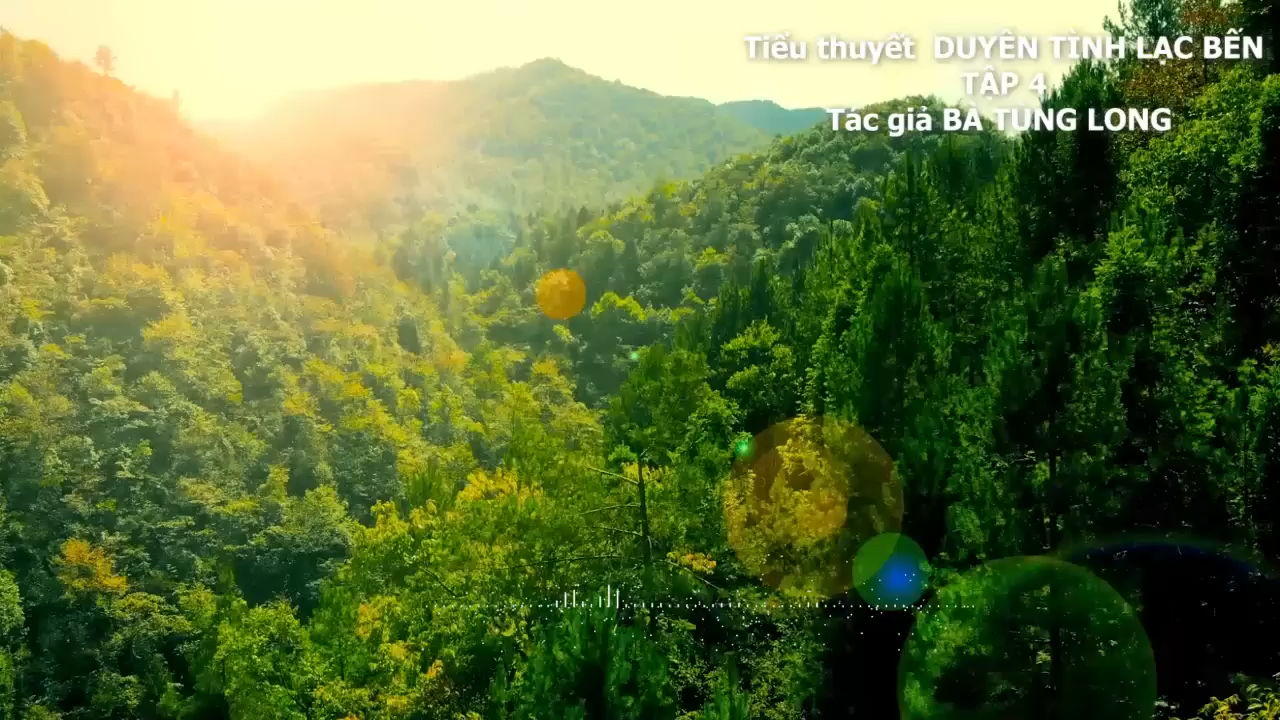 Tiểu thuyết DUYÊN TÌNH LẠC BẾN
TẬP 4
Tác giả BÀ TÙNG LONG